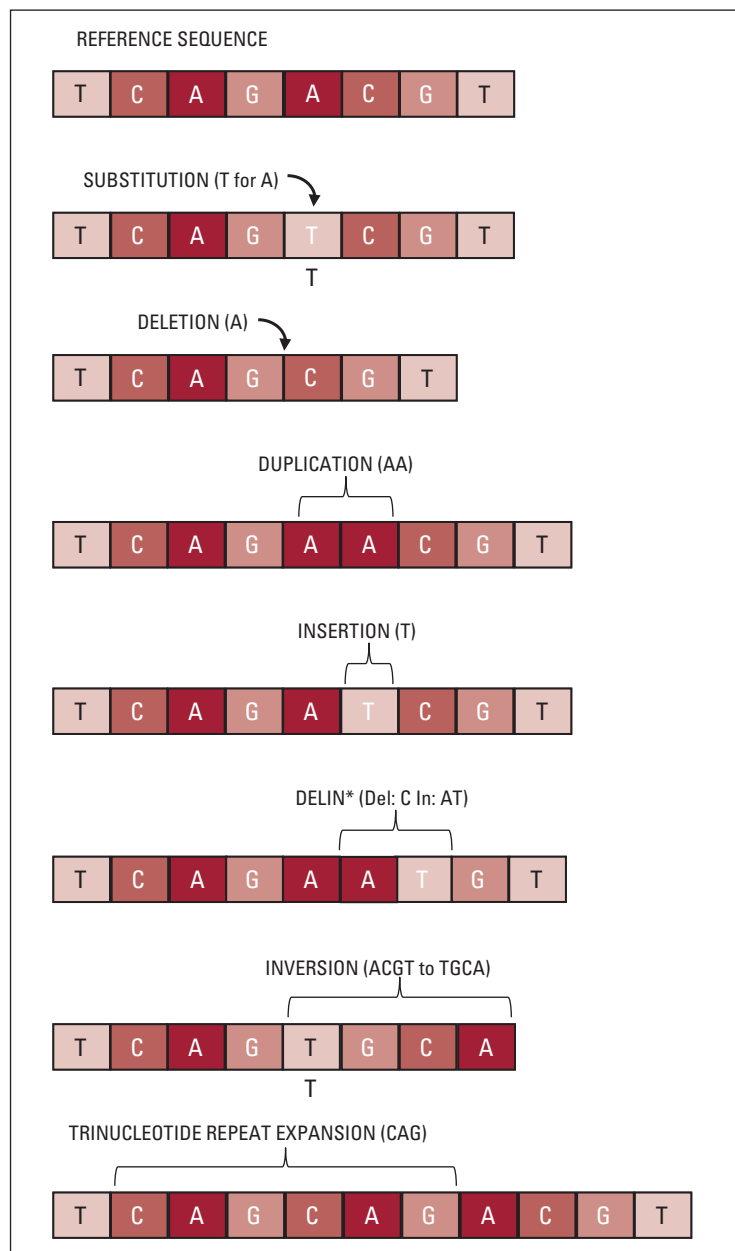 REFERENCE SEQUENCE
T C A G A C G T
SUBSTITUTION (T for A)
T C A G T C G T
T
DELETION (A)
T C A G C G T
DUPLICATION (AA)
T C A G A A C G T
INSERTION (T)
T C A G A T C G T
DELIN* (Del: C In: AT)
T C A G A A T G T
INVERSION (ACGT to TGCA)
T C A G T G C A
T
TRINUCLEOTIDE REPEAT EXPANSION (CAG)
T C A G C A G A C G T